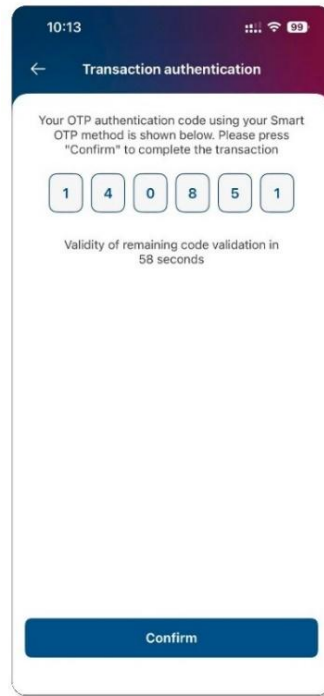 10:13
99
Transaction authentication
Your OTP authentication code using your Smart
OTP method is shown below. Please press
"Confirm" to complete the transaction
1 4 0 8 5 1
Validity of remaining code validation in
58 seconds
Confirm